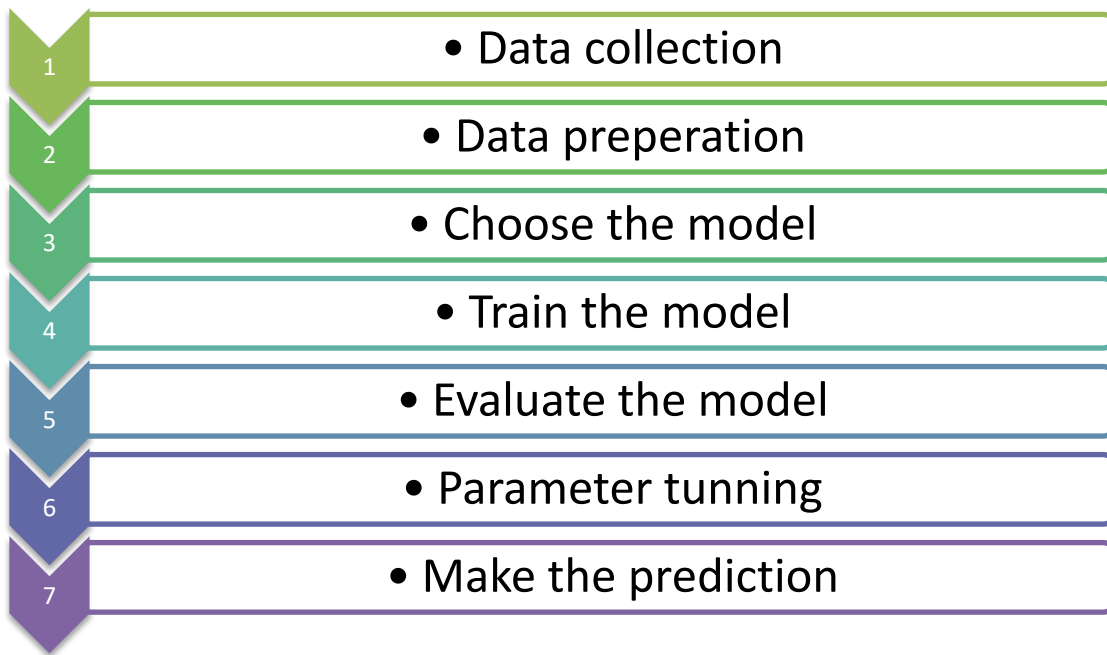 1 • Data collection
2 • Data preperation
3 • Choose the model
4 • Train the model
5 • Evaluate the model
6 • Parameter tunning
7 • Make the prediction